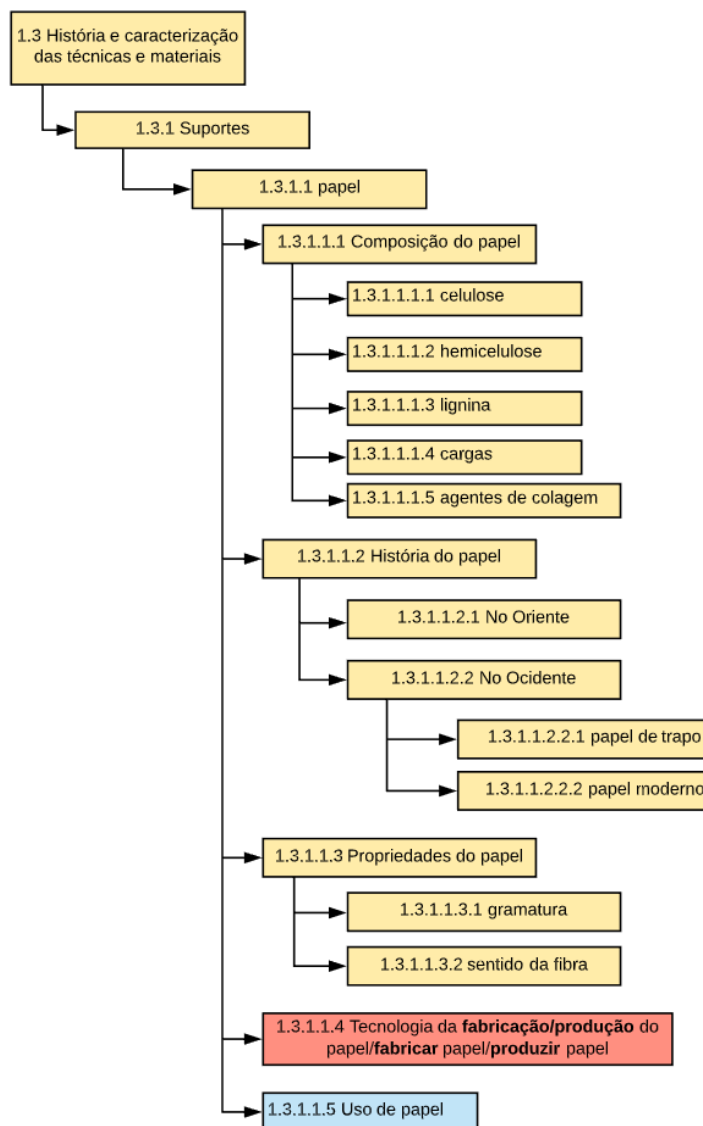 1.3 História e caracterização
das técnicas e materiais
1.3.1 Suportes
1.3.1.1 papel
1.3.1.1.1 Composição do papel
1.3.1.1.1.1 celulose
1.3.1.1.1.2 hemicelulose
1.3.1.1.1.3 lignina
1.3.1.1.1.4 cargas
1.3.1.1.1.5 agentes de colagem
1.3.1.1.2 História do papel
1.3.1.1.2.1 No Oriente
1.3.1.1.2.2 No Ocidente
1.3.1.1.2.2.1 papel de trapo
1.3.1.1.2.2.2 papel moderno
1.3.1.1.3 Propriedades do papel
1.3.1.1.3.1 gramatura
1.3.1.1.3.2 sentido da fibra
1.3.1.1.4 Tecnologia da fabricação/produção do
papel/fabricar papel/produzir papel
1.3.1.1.5 Uso de papel